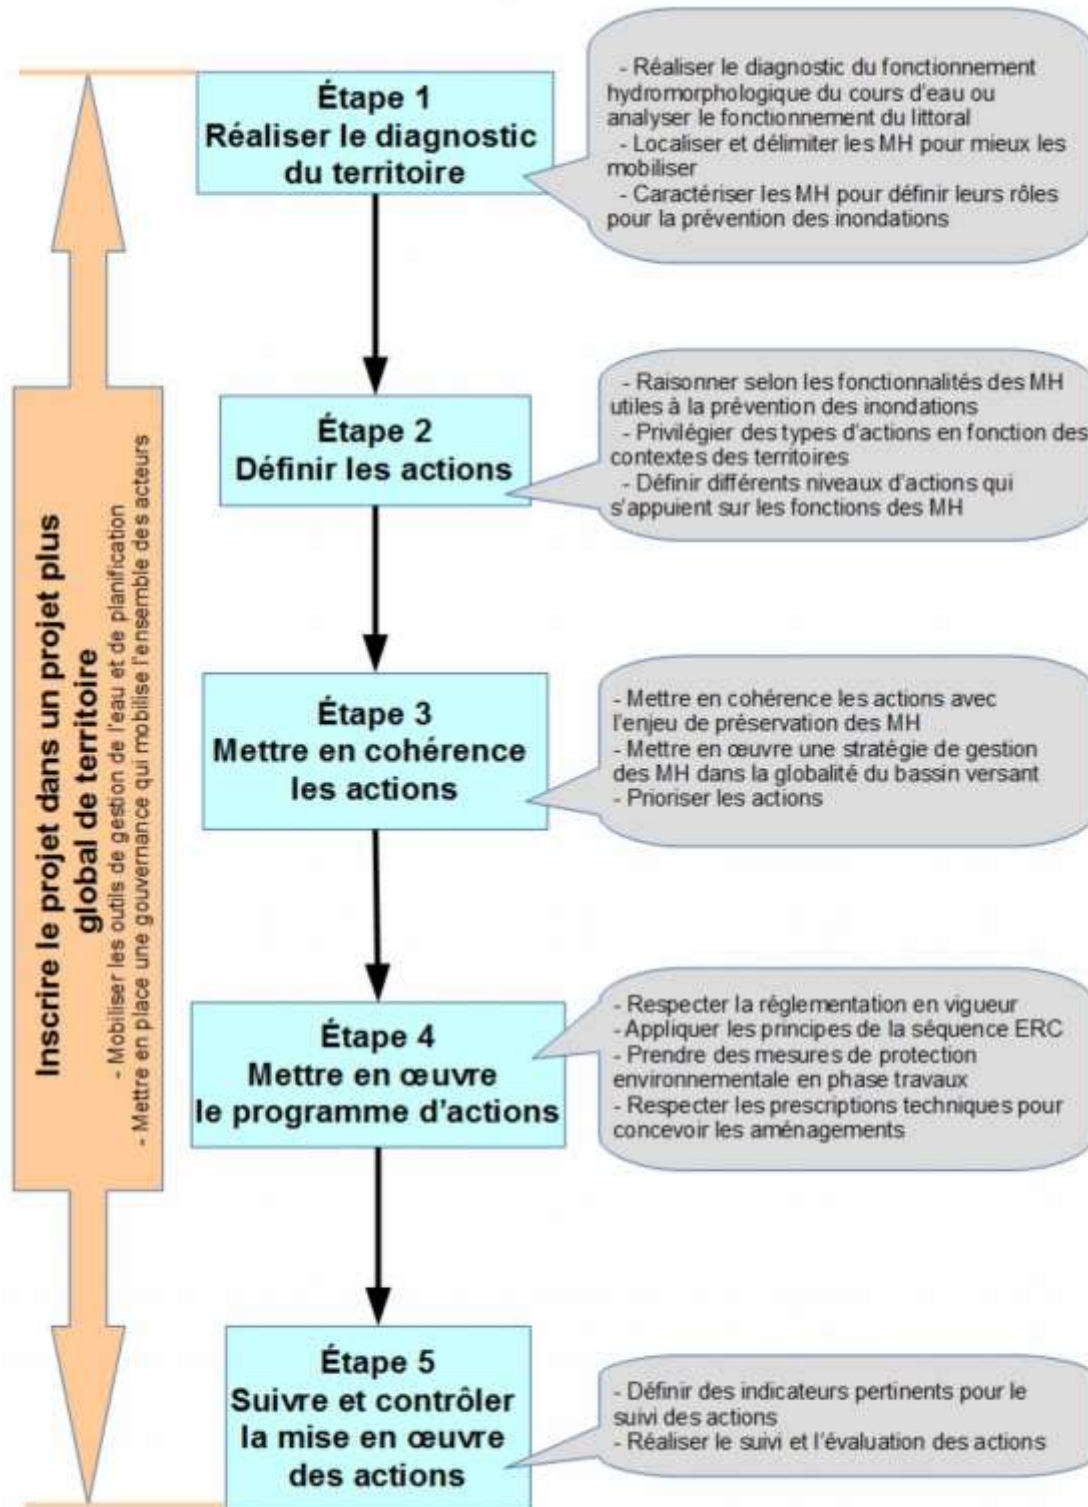 Étape 1
Réaliser le diagnostic
du territoire
- Réaliser le diagnostic du fonctionnement
hydromorphologique du cours d'eau ou
analyser le fonctionnement du littoral
- Localiser et délimiter les MH pour mieux les
mobiliser
- Caractériser les MH pour définir leurs rôles
pour la prévention des inondations
Étape 2
Définir les actions
- Raisonner selon les fonctionnalités des MH
utiles à la prévention des inondations
- Privilégier des types d'actions en fonction des
contextes des territoires
- Définir différents niveaux d'actions qui
s'appuient sur les fonctions des MH
Inscrire le projet dans un projet plus
global de territoire
- Mobiliser les outils de gestion de l'eau et de planification
- Mettre en place une gouvernance qui mobilise l'ensemble des acteurs
Étape 3
Mettre en cohérence
les actions
- Mettre en cohérence les actions avec
l'enjeu de préservation des MH
- Mettre en œuvre une stratégie de gestion
des MH dans la globalité du bassin versant
- Prioriser les actions
Étape 4
Mettre en œuvre
le programme d'actions
- Respecter la réglementation en vigueur
- Appliquer les principes de la séquence ERC
- Prendre des mesures de protection
environnementale en phase travaux
- Respecter les prescriptions techniques pour
concevoir les aménagements
Étape 5
Suivre et contrôler
la mise en œuvre
des actions
- Définir des indicateurs pertinents pour le
suivi des actions
- Réaliser le suivi et l'évaluation des actions